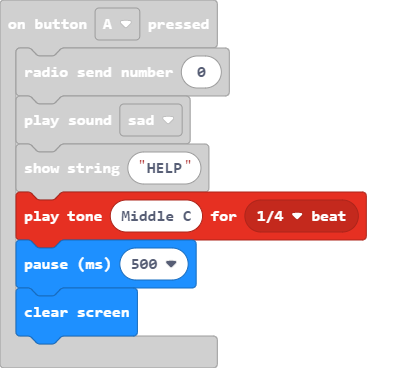 on button A pressed
radio send number 0
play sound sad
show string "HELP"
play tone Middle C for 1/4 beat
pause (ms) 500
clear screen